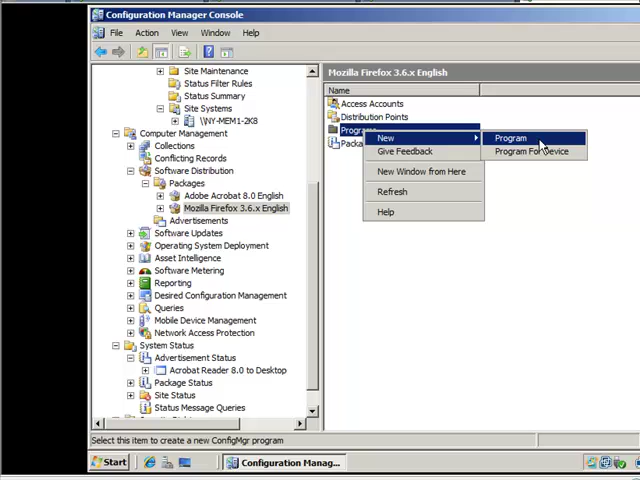 Configuration Manager Console
File Action View Window Help
Site Maintenance
Status Filter Rules
Status Summary
Site Systems
\\NY-MEM1-2K8
Computer Management
Collections
Conflicting Records
Software Distribution
Packages
Adobe Acrobat 8.0 English
Mozilla Firefox 3.6.x English
Advertisements
Software Updates
Operating System Deployment
Asset Intelligence
Software Metering
Reporting
Desired Configuration Management
Queries
Mobile Device Management
Network Access Protection
System Status
Advertisement Status
Acrobat Reader 8.0 to Desktop
Package Status
Site Status
Status Message Queries
Mozilla Firefox 3.6.x English
Name
Access Accounts
Distribution Points
New
Give Feedback
New Window from Here
Refresh
Help
Program
Program For Device
Select this item to create a new ConfigMgr program
Start
Configuration Manag...